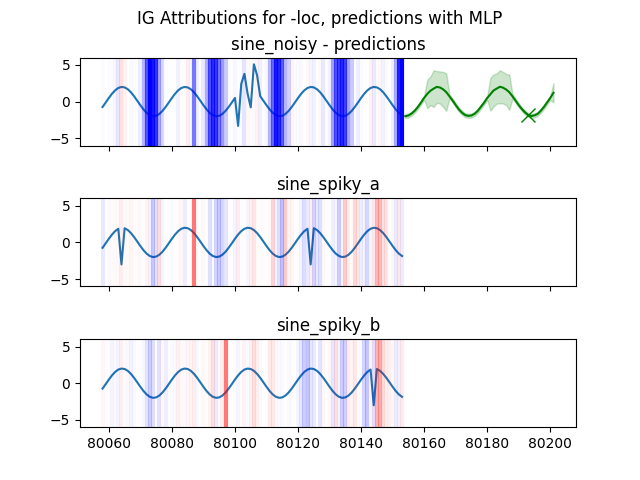 IG Attributions for -loc, predictions with MLP
sine_noisy - predictions
5
0
−5
sine_spiky_a
5
0
−5
sine_spiky_b
5
0
−5
80060 80080 80100 80120 80140 80160 80180 80200